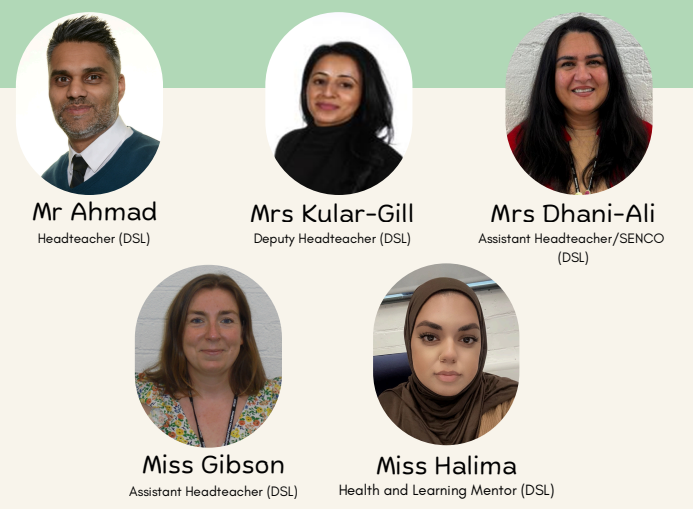 Mr Ahmad
Headteacher (DSL)
Mrs Kular-Gill
Deputy Headteacher (DSL)
Mrs Dhani-Ali
Assistant Headteacher/SENCO
(DSL)
Miss Gibson
Assistant Headteacher (DSL)
Miss Halima
Health and Learning Mentor (DSL)